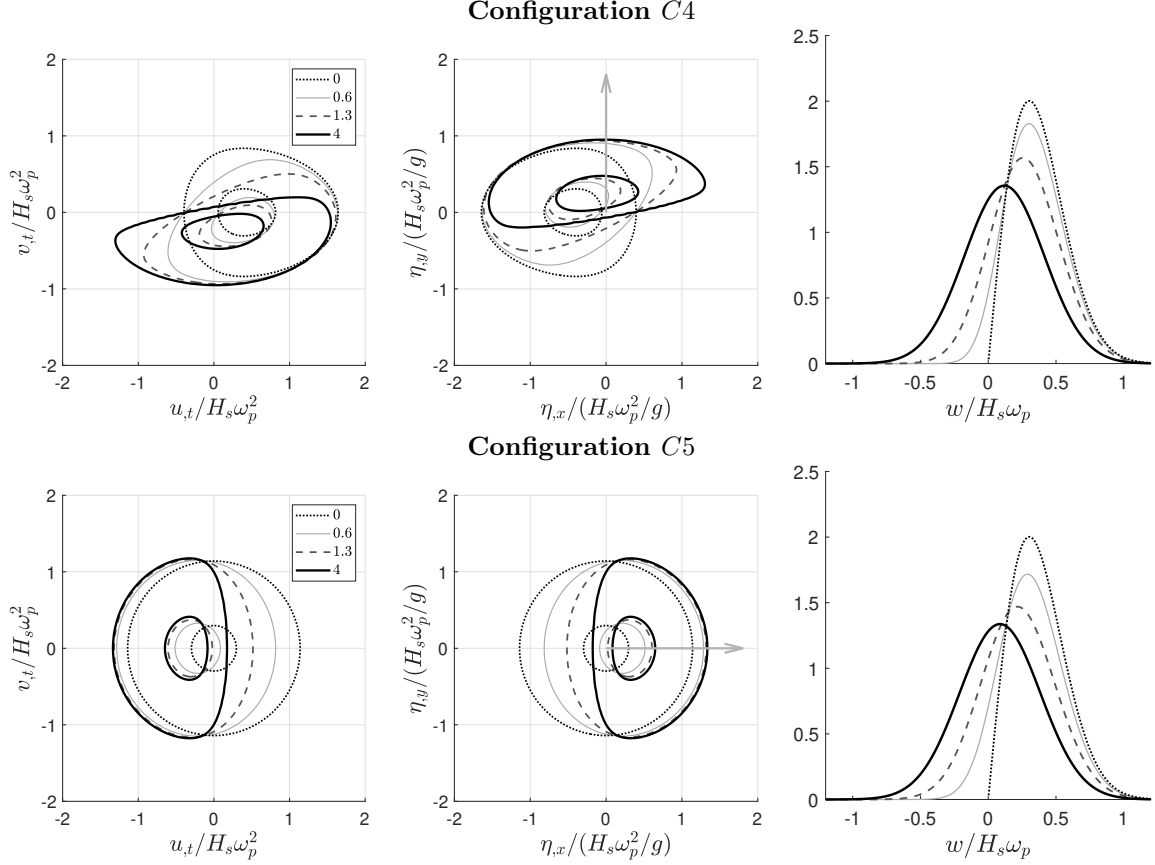 Configuration C4
2
1
0
-1
-2
-2 -1 0 1 2
v,t/Hsωp²
u,t/Hsωp²
0
0.6
1.3
4
2
1
0
-1
-2
-2 -1 0 1 2
η,y/(Hsωp²/g)
η,x/(Hsωp²/g)
2.5
2
1.5
1
0.5
0
-1 -0.5 0 0.5 1
w/Hsωp
Configuration C5
2
1
0
-1
-2
-2 -1 0 1 2
v,t/Hsωp²
u,t/Hsωp²
0
0.6
1.3
4
2
1
0
-1
-2
-2 -1 0 1 2
η,y/(Hsωp²/g)
η,x/(Hsωp²/g)
2.5
2
1.5
1
0.5
0
-1 -0.5 0 0.5 1
w/Hsωp